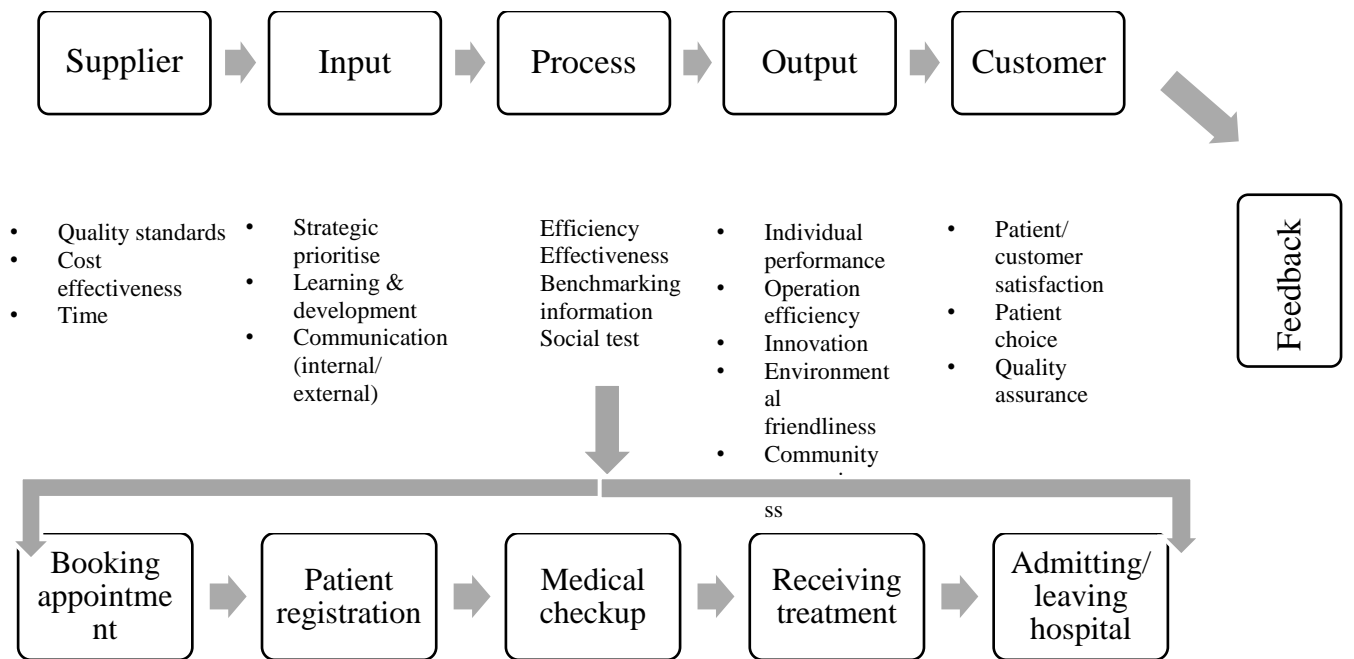 Supplier
Input
Process
Output
Customer
Feedback
• Quality standards
• Cost
effectiveness
• Time
• Strategic
prioritise
• Learning &
development
• Communication
(internal/
external)
Efficiency
Effectiveness
Benchmarking
information
Social test
• Individual
performance
• Operation
efficiency
• Innovation
• Environment
al
friendliness
• Community
ss
• Patient/
customer
satisfaction
• Patient
choice
• Quality
assurance
Booking
appointme
nt
Patient
registration
Medical
checkup
Receiving
treatment
Admitting/
leaving
hospital